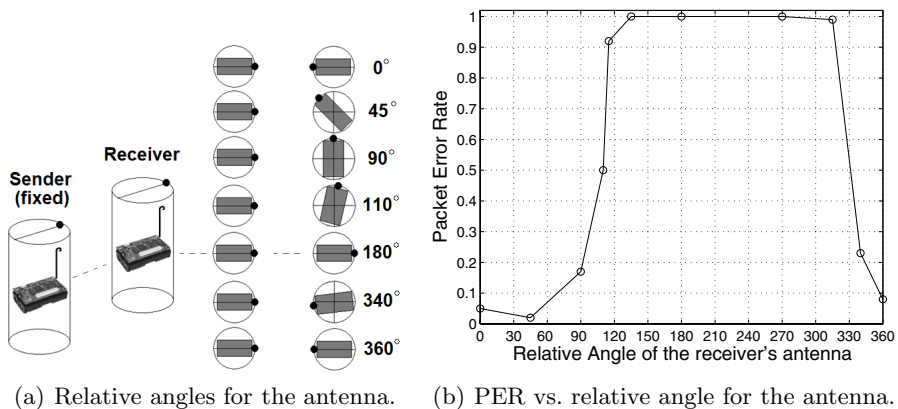 Sender
(fixed)
Receiver
0°
45°
90°
110°
180°
340°
360°
(a) Relative angles for the antenna.
Packet Error Rate
1
0.9
0.8
0.7
0.6
0.5
0.4
0.3
0.2
0.1
0
0 30 60 90 120 150 180 210 240 270 300 330 360
Relative Angle of the receiver's antenna
(b) PER vs. relative angle for the antenna.